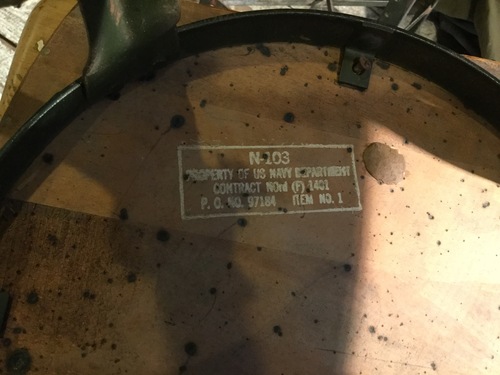 N-103
PROPERTY OF US NAVY DEPARTMENT
CONTRACT NOrd (F) 1401
P. O. NO. 97184 ITEM NO. 1